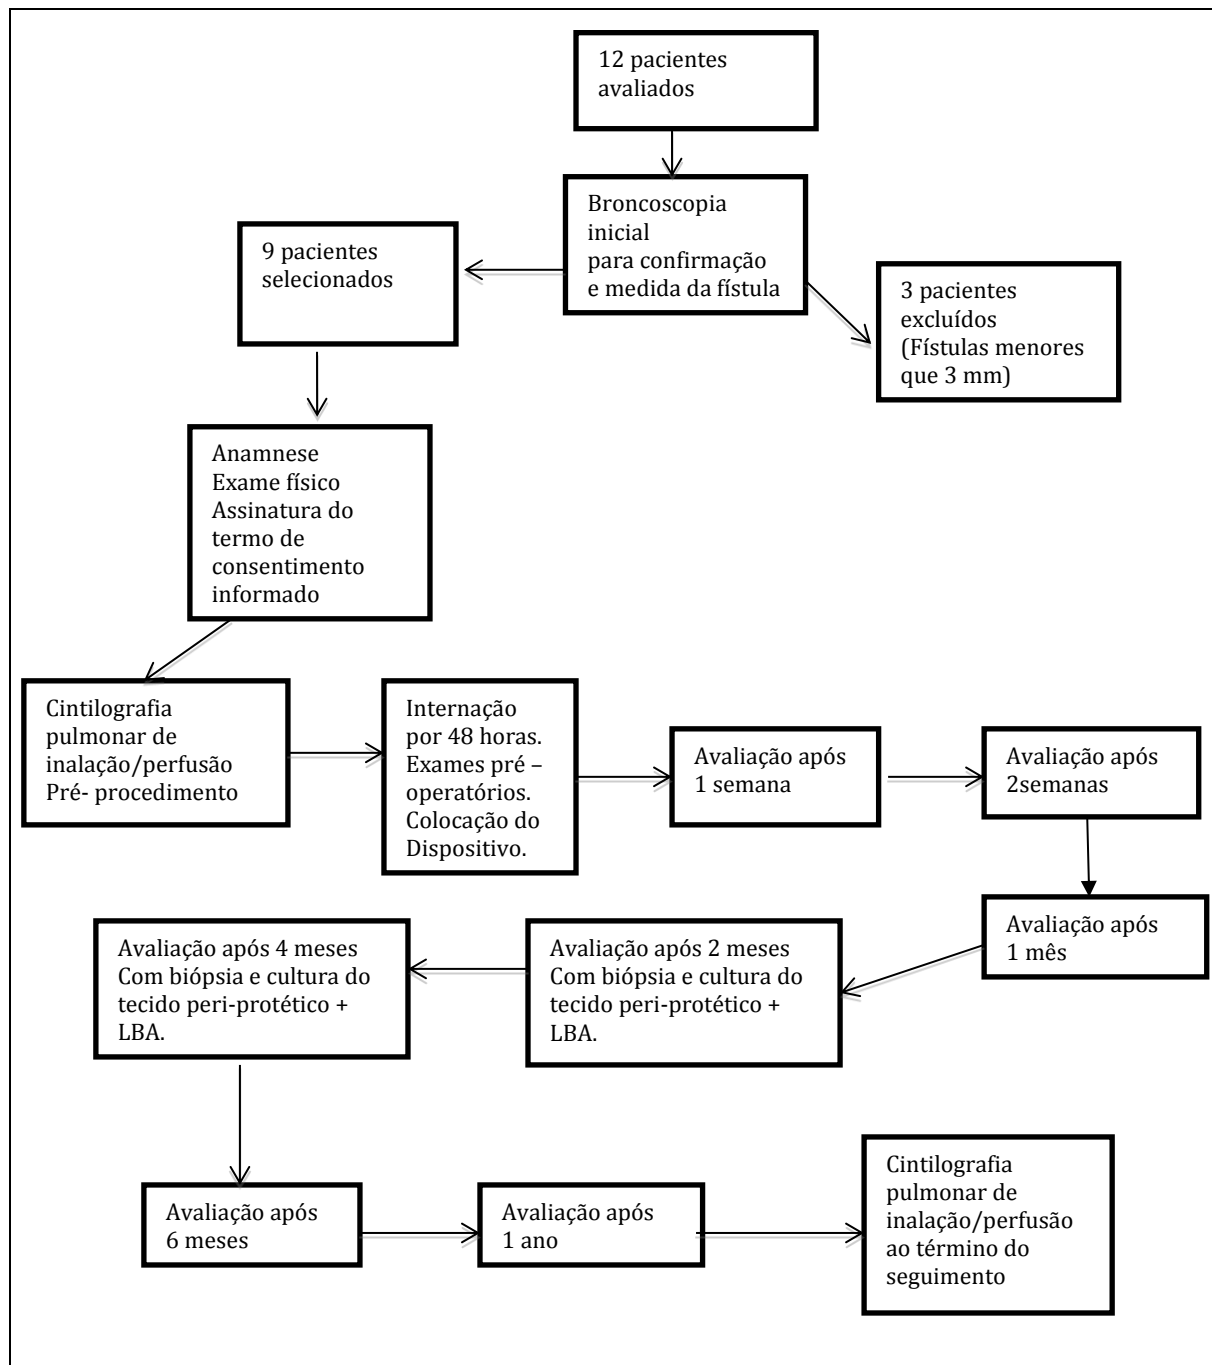 12 pacientes
avaliados
Broncoscopia
inicial
para confirmação
e medida da fístula
9 pacientes
selecionados
3 pacientes
excluídos
(Fístulas menores
que 3 mm)
Anamnese
Exame físico
Assinatura do
termo de
consentimento
informado
Cintilografia
pulmonar de
inalação/perfusão
Pré- procedimento
Internação
por 48 horas.
Exames pré –
operatórios.
Colocação do
Dispositivo.
Avaliação após
1 semana
Avaliação após
2semanas
Avaliação após
1 mês
Avaliação após 2 meses
Com biópsia e cultura do
tecido peri-protético +
LBA.
Avaliação após 4 meses
Com biópsia e cultura do
tecido peri-protético +
LBA.
Avaliação após
6 meses
Avaliação após
1 ano
Cintilografia
pulmonar de
inalação/perfusão
ao término do
seguimento